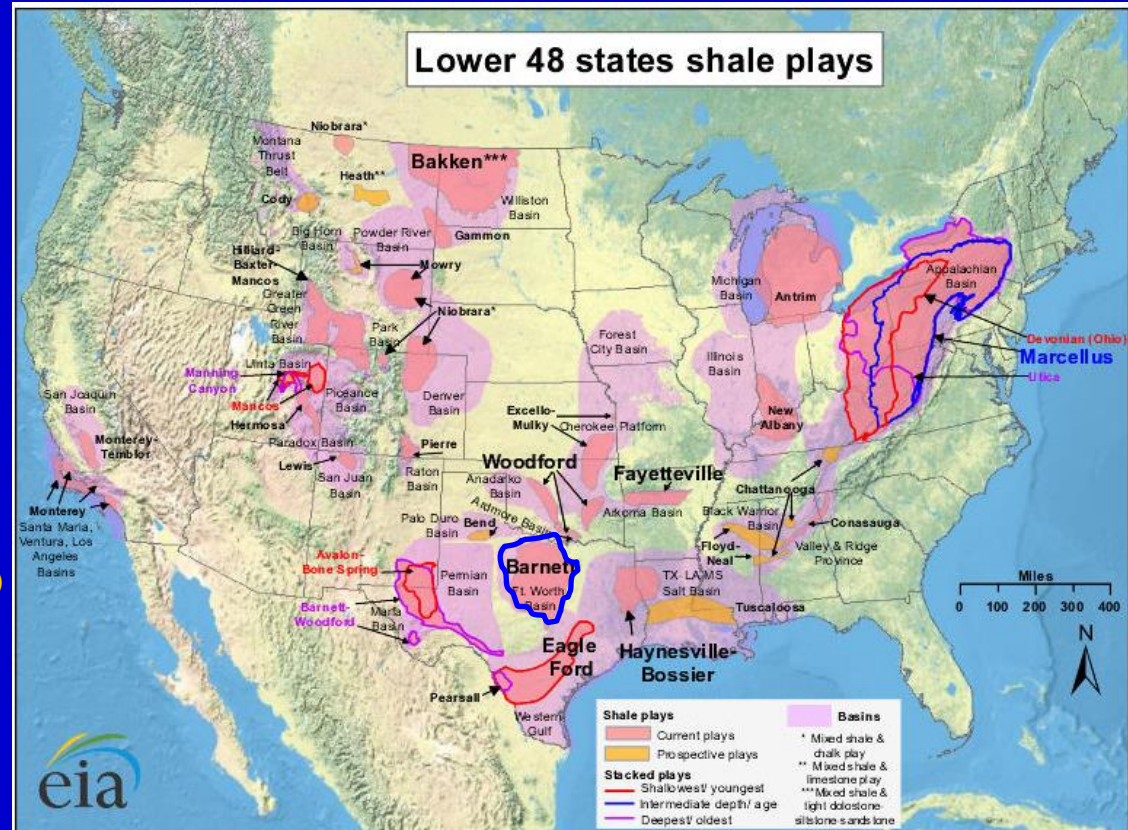 Lower 48 states shale plays
Niobrara*
Montana
Thrust
Belt
Bakken***
Heath**
Cody
Williston
Basin
Big Horn
Basin
Powder River
Basin
Gammon
Hilliard-
Baxter-
Mancos
Mowry
Greater
Green
River
Basin
Park
Basin
Niobrara*
Michigan
Basin
Antrim
Appalachian
Basin
Devonian (Ohio)
Marcellus
Utica
Forest
City Basin
Illinois
Basin
Uinta Basin
Manning
Canyon
Mancos
Piceance
Basin
Denver
Basin
San Joaquin
Basin
Hermosa
Paradox Basin
Excello-
Mulky
Cherokee Platform
New
Albany
Monterey-
Temblor
Pierre
Lewis
San Juan
Basin
Raton
Basin
Woodford
Anadarko
Basin
Fayetteville
Chattanooga
Monterey
Santa Maria,
Ventura, Los
Angeles
Basins
Palo Duro
Basin
Bend
Ardmore Basin
Arkoma Basin
Black Warrior
Basin
Conasauga
Floyd-
Neal
Valley & Ridge
Province
Avalon-
Bone Spring
Permian
Basin
Barnett
Ft. Worth
Basin
TX-LA-MS
Salt Basin
Tuscaloosa
Barnett-
Woodford
Marfa
Basin
Eagle
Ford
Haynesville-
Bossier
Pearsall
Western
Gulf
Miles
0 100 200 300 400
N
Shale plays
Current plays
Prospective plays
Stacked plays
Shallowest/ youngest
Intermediate depth/ age
Deepest/ oldest
Basins
* Mixed shale &
chalk play
** Mixed shale &
limestone play
***Mixed shale &
tight dolostone-
siltstone-sandstone
eia